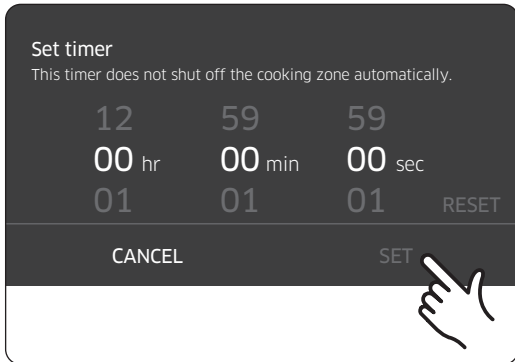 Set timer
This timer does not shut off the cooking zone automatically.
12 59 59
00 hr 00 min 00 sec
01 01 01 RESET
CANCEL SET